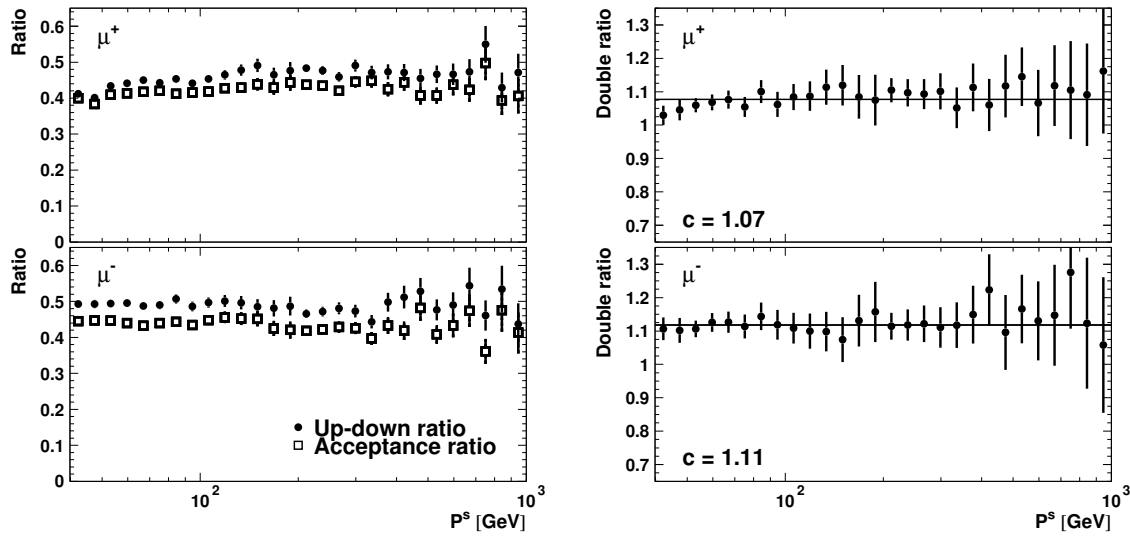 Ratio
μ+
0.6
0.5
0.4
0.3
0.2
0.1
0
Ratio
μ-
0.6
0.5
0.4
0.3
0.2
0.1
0
Up-down ratio
Acceptance ratio
10^2
10^3
P^s [GeV]
Double ratio
μ+
1.3
1.2
1.1
1
0.9
0.8
0.7
c = 1.07
Double ratio
μ-
1.3
1.2
1.1
1
0.9
0.8
0.7
c = 1.11
10^2
10^3
P^s [GeV]